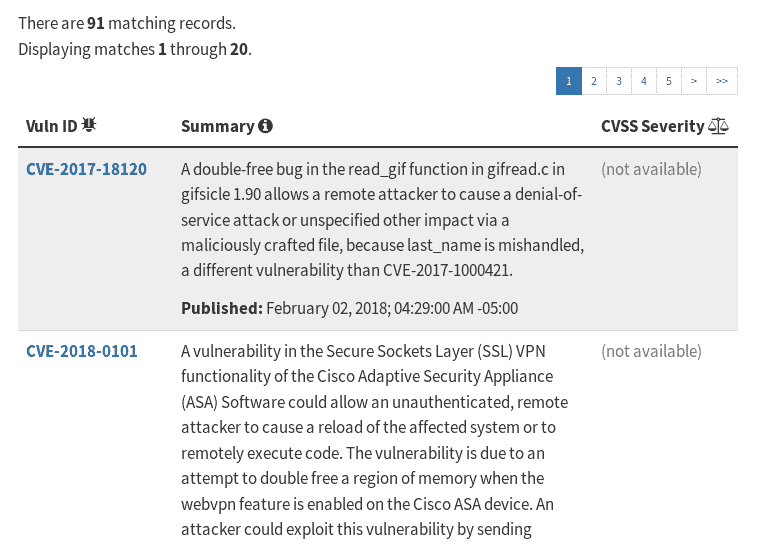 There are 91 matching records.
Displaying matches 1 through 20.
1 2 3 4 5 > >>
Vuln ID Summary CVSS Severity
CVE-2017-18120 A double-free bug in the read_gif function in gifread.c in (not available)
gifsicle 1.90 allows a remote attacker to cause a denial-of-
service attack or unspecified other impact via a
maliciously crafted file, because last_name is mishandled,
a different vulnerability than CVE-2017-1000421.
Published: February 02, 2018; 04:29:00 AM -05:00
CVE-2018-0101 A vulnerability in the Secure Sockets Layer (SSL) VPN (not available)
functionality of the Cisco Adaptive Security Appliance
(ASA) Software could allow an unauthenticated, remote
attacker to cause a reload of the affected system or to
remotely execute code. The vulnerability is due to an
attempt to double free a region of memory when the
webvpn feature is enabled on the Cisco ASA device. An
attacker could exploit this vulnerability by sending